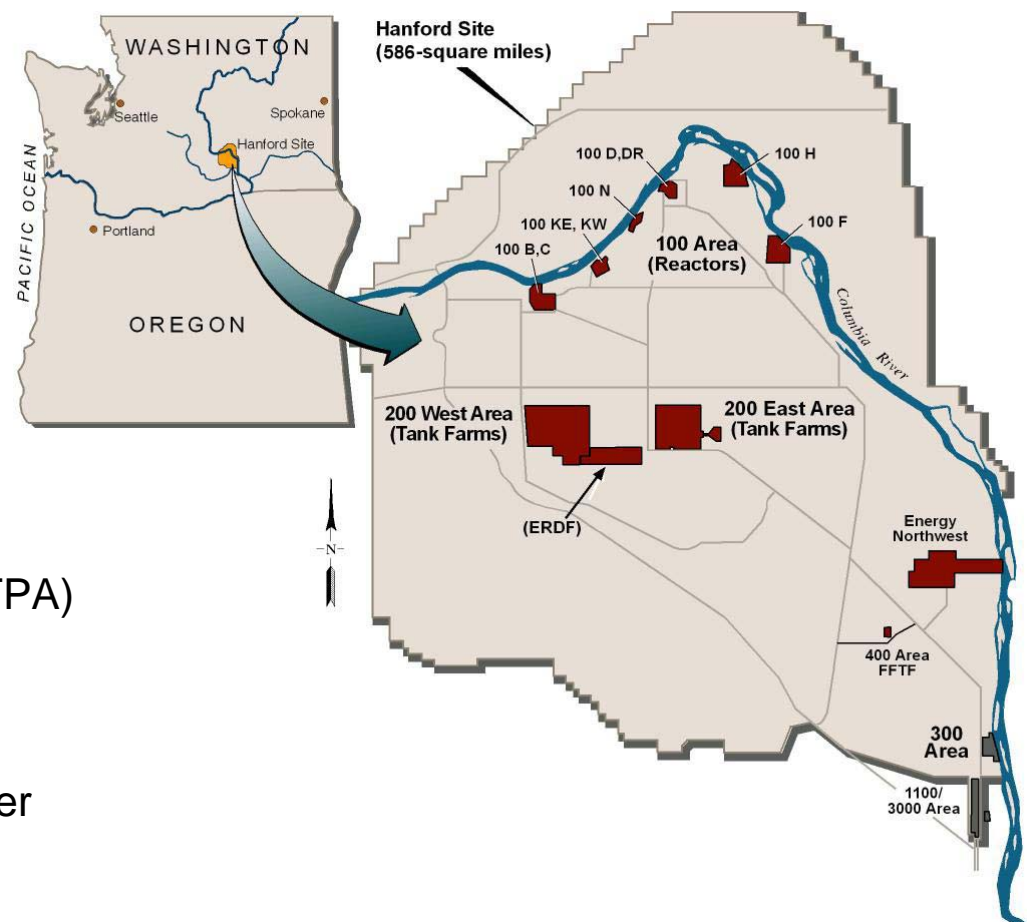 WASHINGTON
Seattle
Spokane
Hanford Site
Portland
PACIFIC OCEAN
OREGON
Hanford Site
(586-square miles)
100 D,DR
100 H
100 N
100 KE, KW
100 F
100 B,C
100 Area
(Reactors)
Columbia River
200 West Area
(Tank Farms)
200 East Area
(Tank Farms)
(ERDF)
Energy
Northwest
400 Area
FFTF
300
Area
1100/
3000 Area
N
TPA)
er